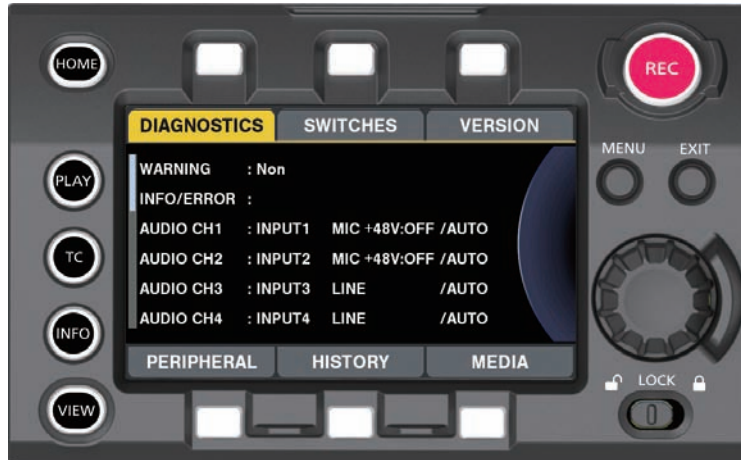 HOME
REC
DIAGNOSTICS SWITCHES VERSION
MENU EXIT
WARNING : Non
PLAY
INFO/ERROR :
AUDIO CH1 : INPUT1 MIC +48V:OFF /AUTO
TC
AUDIO CH2 : INPUT2 MIC +48V:OFF /AUTO
AUDIO CH3 : INPUT3 LINE /AUTO
AUDIO CH4 : INPUT4 LINE /AUTO
INFO
PERIPHERAL HISTORY MEDIA
LOCK
VIEW